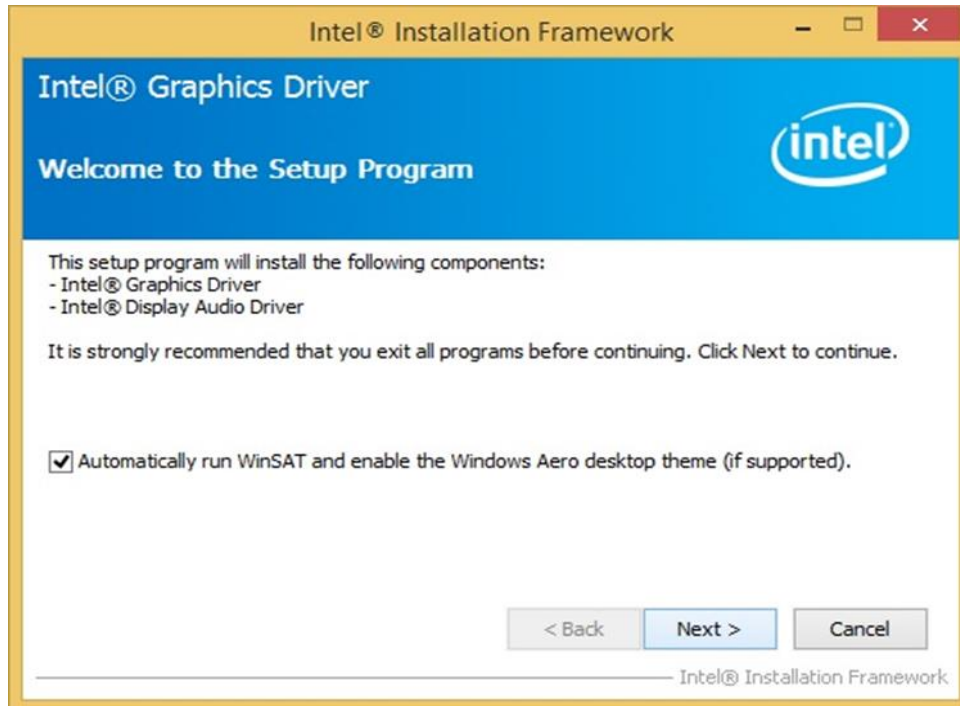 Intel® Installation Framework
Intel® Graphics Driver
intel
Welcome to the Setup Program
This setup program will install the following components:
- Intel® Graphics Driver
- Intel® Display Audio Driver
It is strongly recommended that you exit all programs before continuing. Click Next to continue.
Automatically run WinSAT and enable the Windows Aero desktop theme (if supported).
< Back Next > Cancel
Intel® Installation Framework